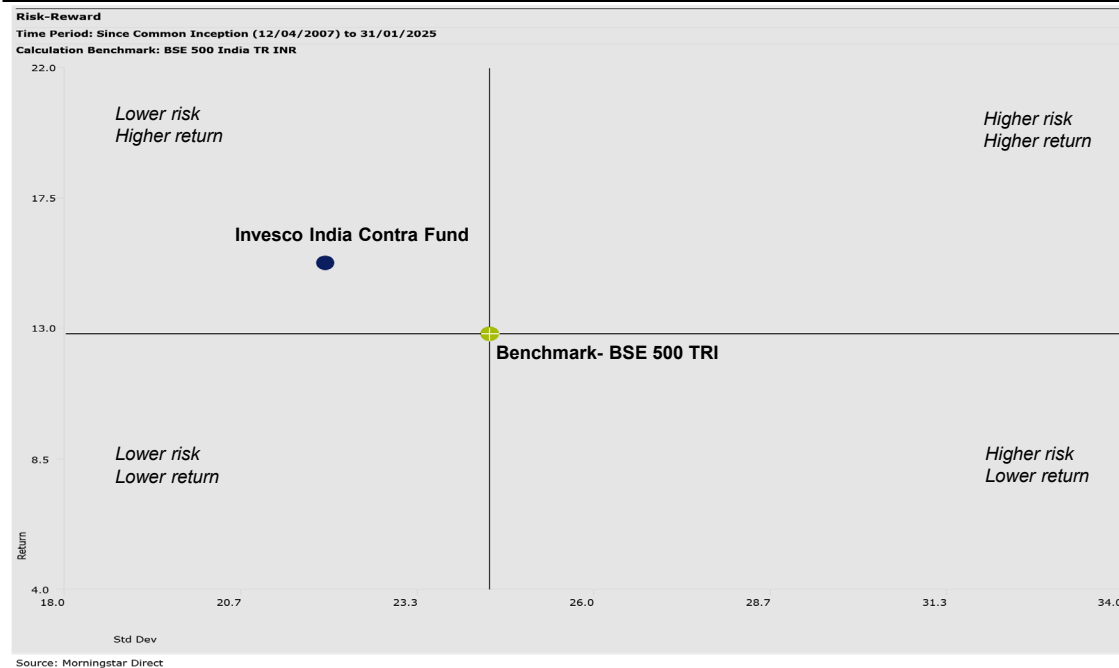 Risk-Reward
Time Period: Since Common Inception (12/04/2007) to 31/01/2025
Calculation Benchmark: BSE 500 India TR INR
22.0
Lower risk
Higher return
Higher risk
Higher return
17.5
Invesco India Contra Fund
13.0
Benchmark- BSE 500 TRI
Lower risk
Lower return
Higher risk
Lower return
8.5
Return
4.0
18.0 20.7 23.3 26.0 28.7 31.3 34.0
Std Dev
Source: Morningstar Direct